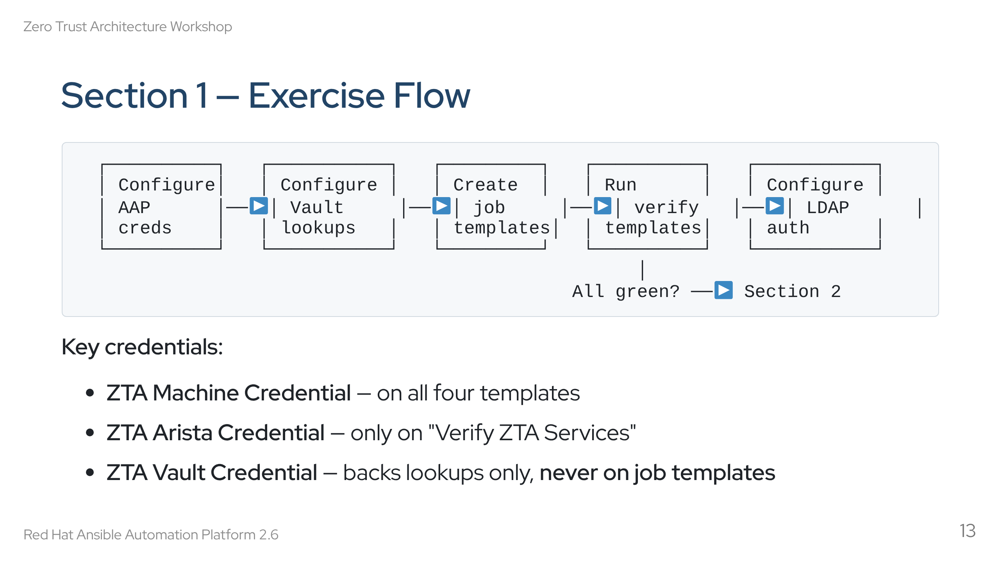 Zero Trust Architecture Workshop
Section 1 – Exercise Flow
Configure Configure Create Run Configure
AAP ──▶ Vault ──▶ job ──▶ verify ──▶ LDAP
creds lookups templates templates auth
All green? ──▶ Section 2
Key credentials:
• ZTA Machine Credential – on all four templates
• ZTA Arista Credential – only on "Verify ZTA Services"
• ZTA Vault Credential – backs lookups only, never on job templates
Red Hat Ansible Automation Platform 2.6
13